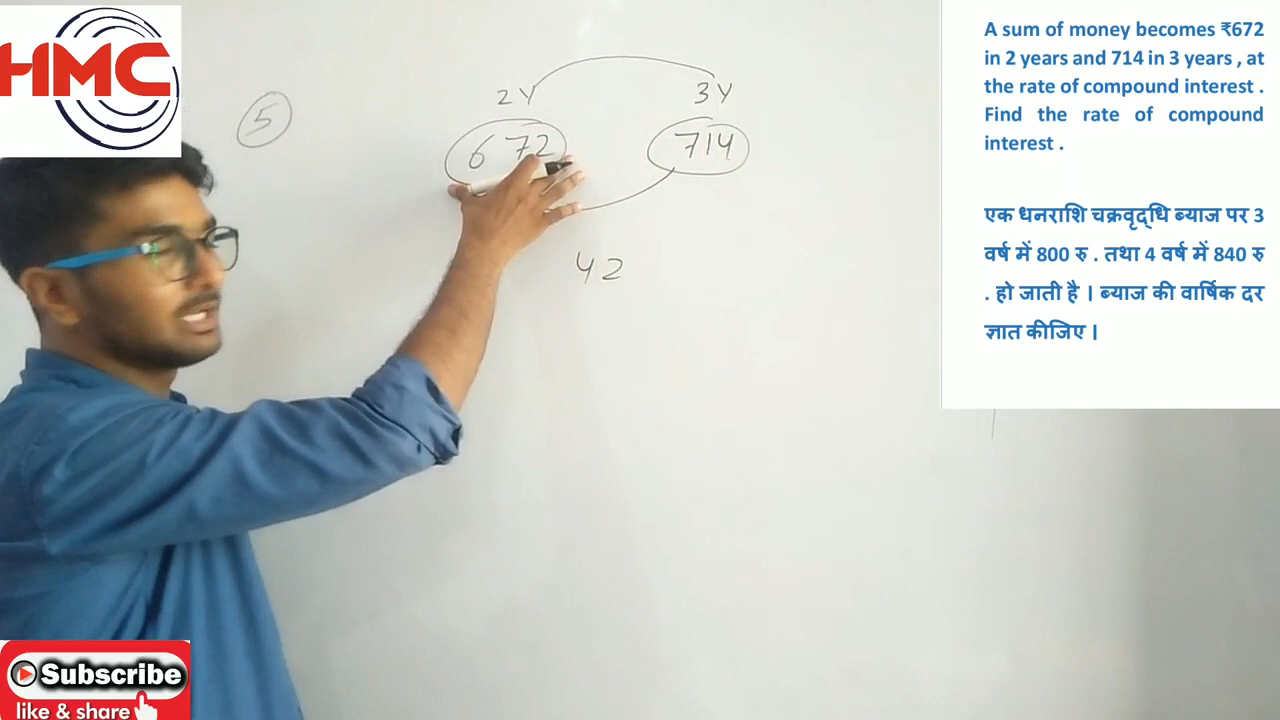 HMC
5
2Y 3Y
672 714
42
A sum of money becomes ₹672
in 2 years and 714 in 3 years , at
the rate of compound interest .
Find the rate of compound
interest .
एक धनराशि चक्रवृद्धि ब्याज पर 3
वर्ष में 800 रु . तथा 4 वर्ष में 840 रु
. हो जाती है । ब्याज की वार्षिक दर
ज्ञात कीजिए ।
Subscribe
like & share